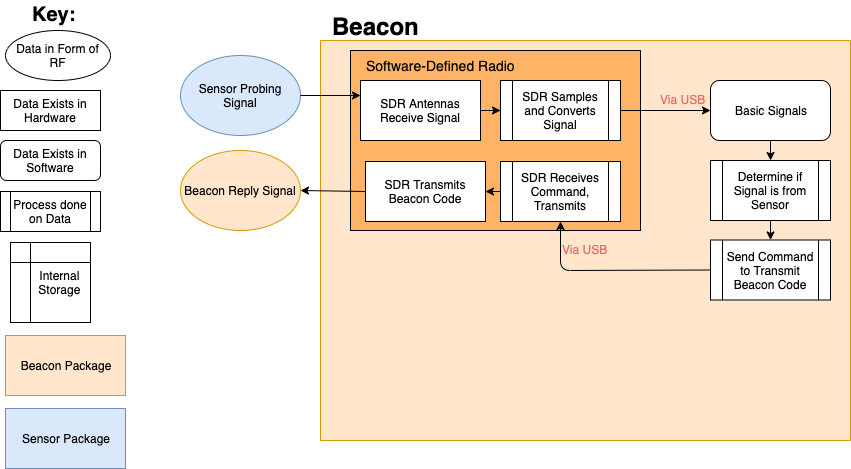 Key:
Data in Form of
RF
Data Exists in
Hardware
Data Exists in
Software
Process done
on Data
Internal
Storage
Beacon Package
Sensor Package
Beacon
Software-Defined Radio
Sensor Probing
Signal
SDR Antennas
Receive Signal
SDR Samples
and Converts
Signal
Via USB
Basic Signals
Determine if
Signal is from
Sensor
Send Command
to Transmit
Beacon Code
Via USB
SDR Receives
Command,
Transmits
SDR Transmits
Beacon Code
Beacon Reply Signal